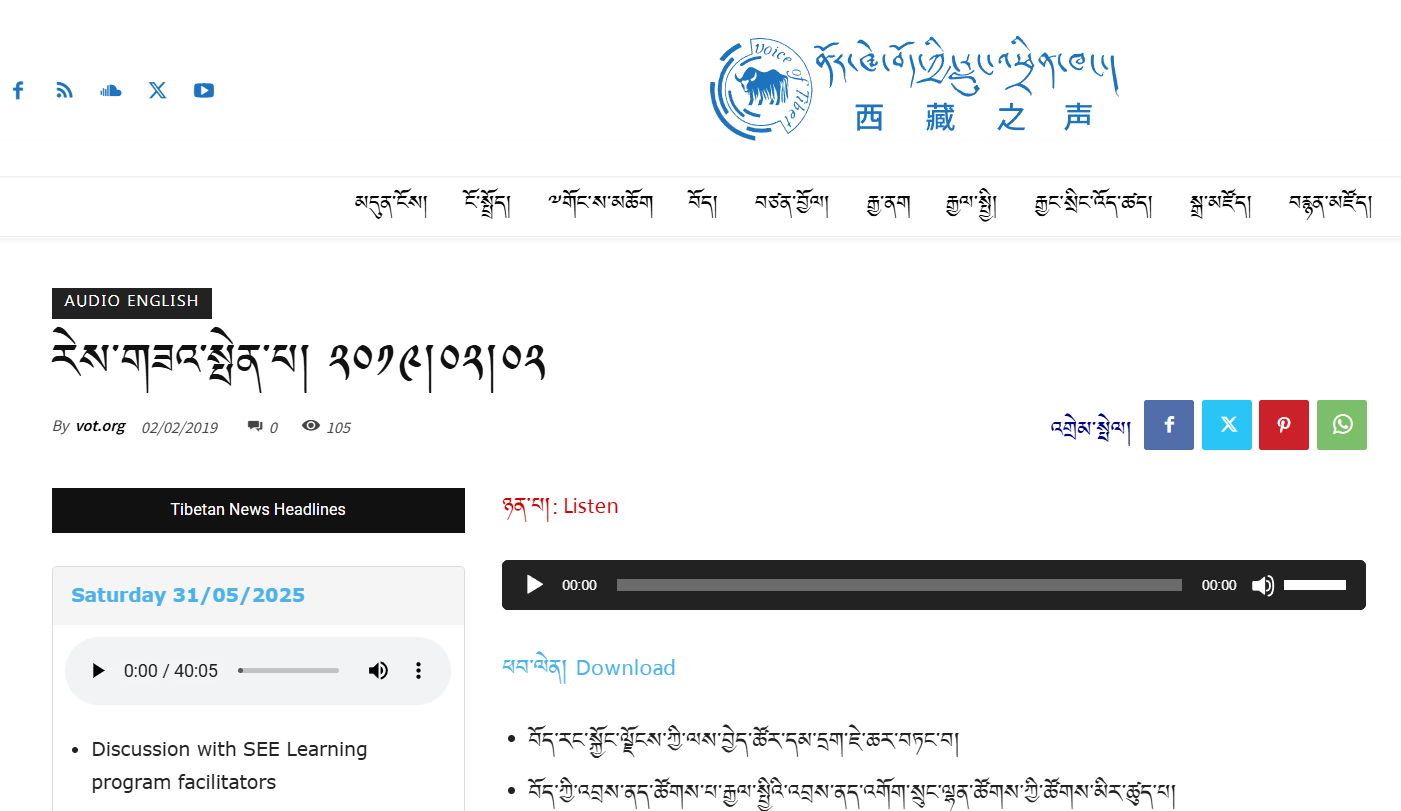 Voice of Tibet
ནོར་ཝེ་བོད་ཀྱི་རླུང་འཕྲིན་ཁང་།
西藏之声
མདུན་ངོས། ངོ་སྤྲོད། ༸གོང་ས་མཆོག བོད། བཙན་བྱོལ། རྒྱ་ནག རྒྱལ་སྤྱི། རྒྱང་སྲིང་འོད་ཚད། སྒྲ་མཛོད། བརྙན་མཛོད།
AUDIO ENGLISH
རེས་གཟའ་སྤེན་པ། ༢༠༡༩|༠༢|༠༢
By vot.org 02/02/2019 0 105
འགྲེམ་སྤེལ།
Tibetan News Headlines
ཉན་པ།: Listen
00:00 00:00
Saturday 31/05/2025
0:00 / 40:05
ཕབ་ལེན། Download
Discussion with SEE Learning
program facilitators
བོད་རང་སྐྱོང་ལྗོངས་ཀྱི་ལས་བྱེད་ཚོར་དམ་དྲག་ཇེ་ཆར་བཏང་བ།
བོད་ཀྱི་འབྲས་ནད་ཚོགས་པ་རྒྱལ་སྤྱིའི་འབྲས་ནད་འགོག་སྲུང་ལྷན་ཚོགས་ཀྱི་ཚོགས་མིར་ཚུད་པ།